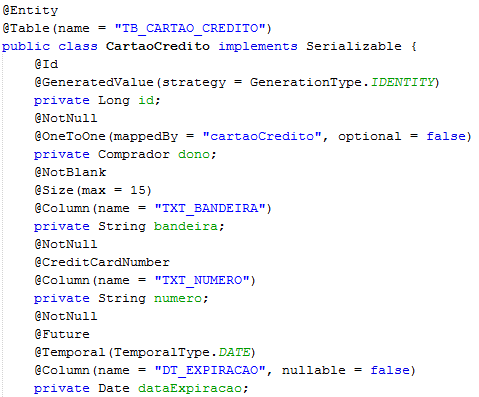 @Entity
@Table(name = "TB_CARTAO_CREDITO")
public class CartaoCredito implements Serializable {
    @Id
    @GeneratedValue(strategy = GenerationType.IDENTITY)
    private Long id;
    @NotNull
    @OneToOne(mappedBy = "cartaoCredito", optional = false)
    private Comprador dono;
    @NotBlank
    @Size(max = 15)
    @Column(name = "TXT_BANDEIRA")
    private String bandeira;
    @NotNull
    @CreditCardNumber
    @Column(name = "TXT_NUMERO")
    private String numero;
    @NotNull
    @Future
    @Temporal(TemporalType.DATE)
    @Column(name = "DT_EXPIRACAO", nullable = false)
    private Date dataExpiracao;